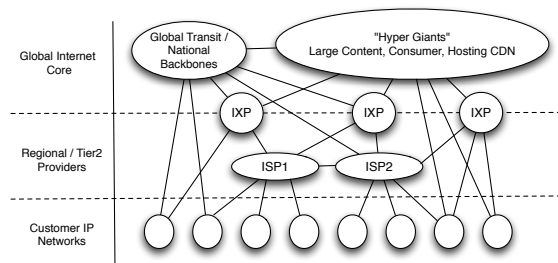 Global Internet
Core
Global Transit /
National
Backbones
"Hyper Giants"
Large Content, Consumer, Hosting CDN
IXP
IXP
IXP
Regional / Tier2
Providers
ISP1
ISP2
Customer IP
Networks